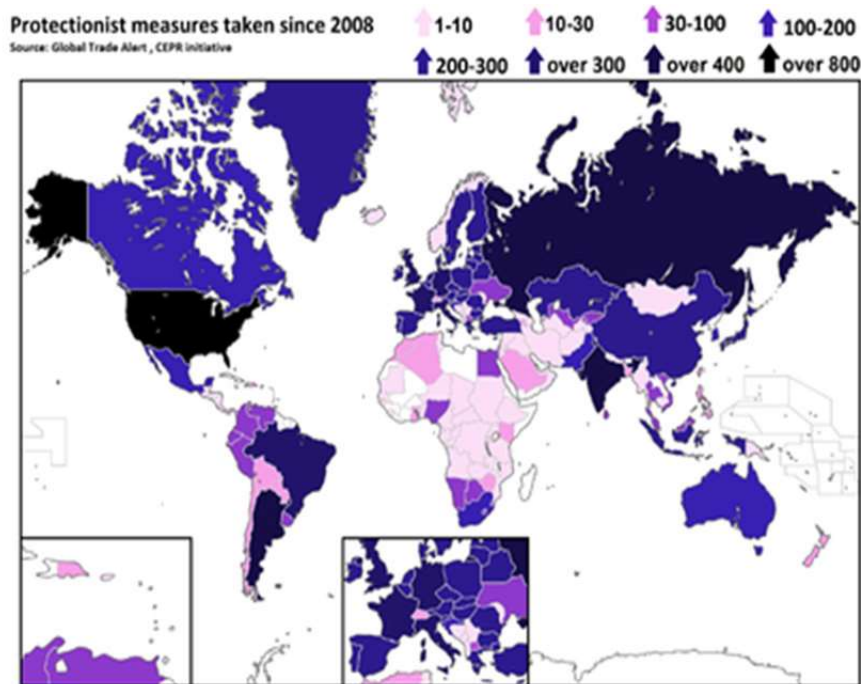 Protectionist measures taken since 2008
Source: Global Trade Alert , CEPR initiative
1-10
10-30
30-100
100-200
200-300
over 300
over 400
over 800